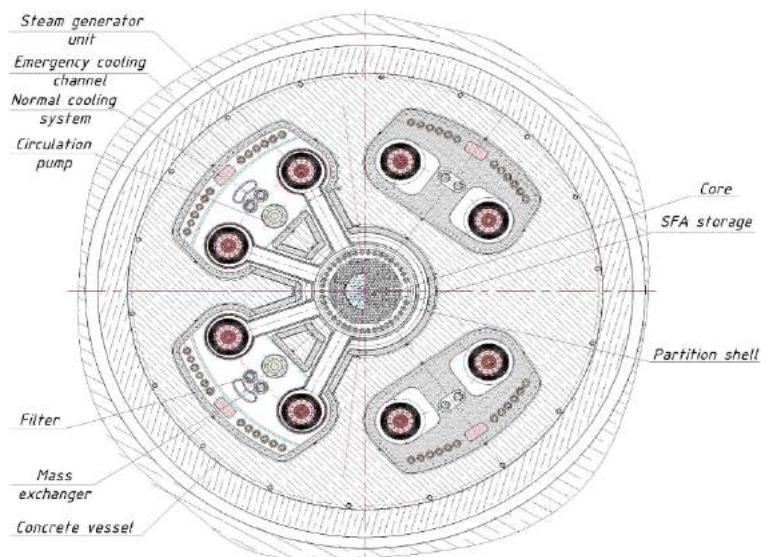 Steam generator
unit
Emergency cooling
channel
Normal cooling
system
Circulation
pump
Core
SFA storage
Partition shell
Filter
Mass
exchanger
Concrete vessel